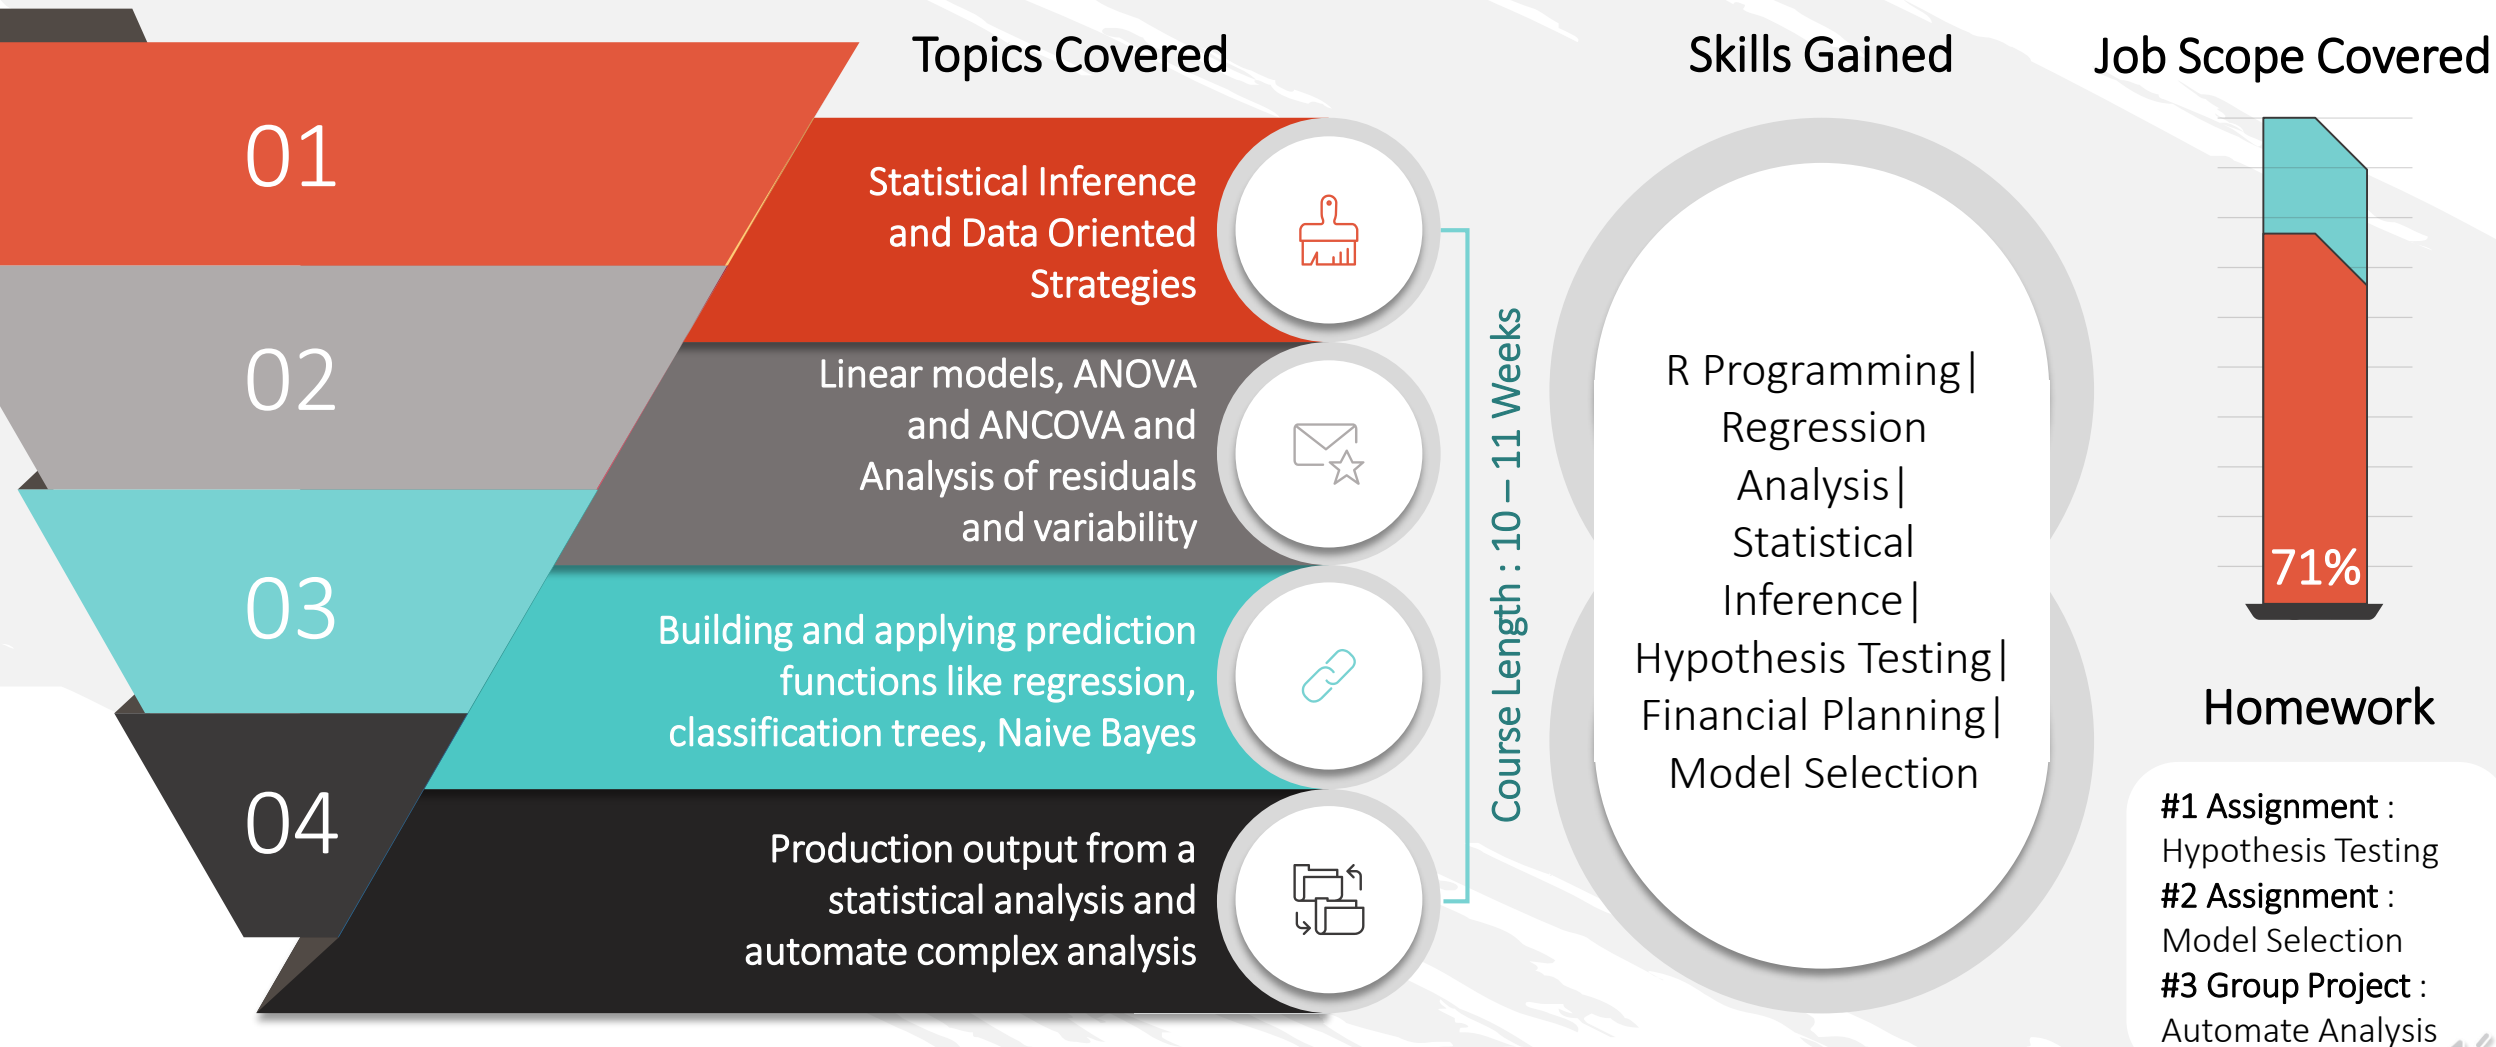 Topics Covered
Skills Gained
Job Scope Covered
01
02
03
04
Statistical Inference
and Data Oriented
Strategies
Linear models, ANOVA
and ANCOVA and
Analysis of residuals
and variability
Building and applying prediction
functions like regression,
classification trees, Naive Bayes
Production output from a
statistical analysis and
automate complex analysis
Course Length : 10 – 11 Weeks
R Programming|
Regression
Analysis|
Statistical
Inference|
Hypothesis Testing|
Financial Planning|
Model Selection
71%
Homework
#1 Assignment :
Hypothesis Testing
#2 Assignment :
Model Selection
#3 Group Project :
Automate Analysis